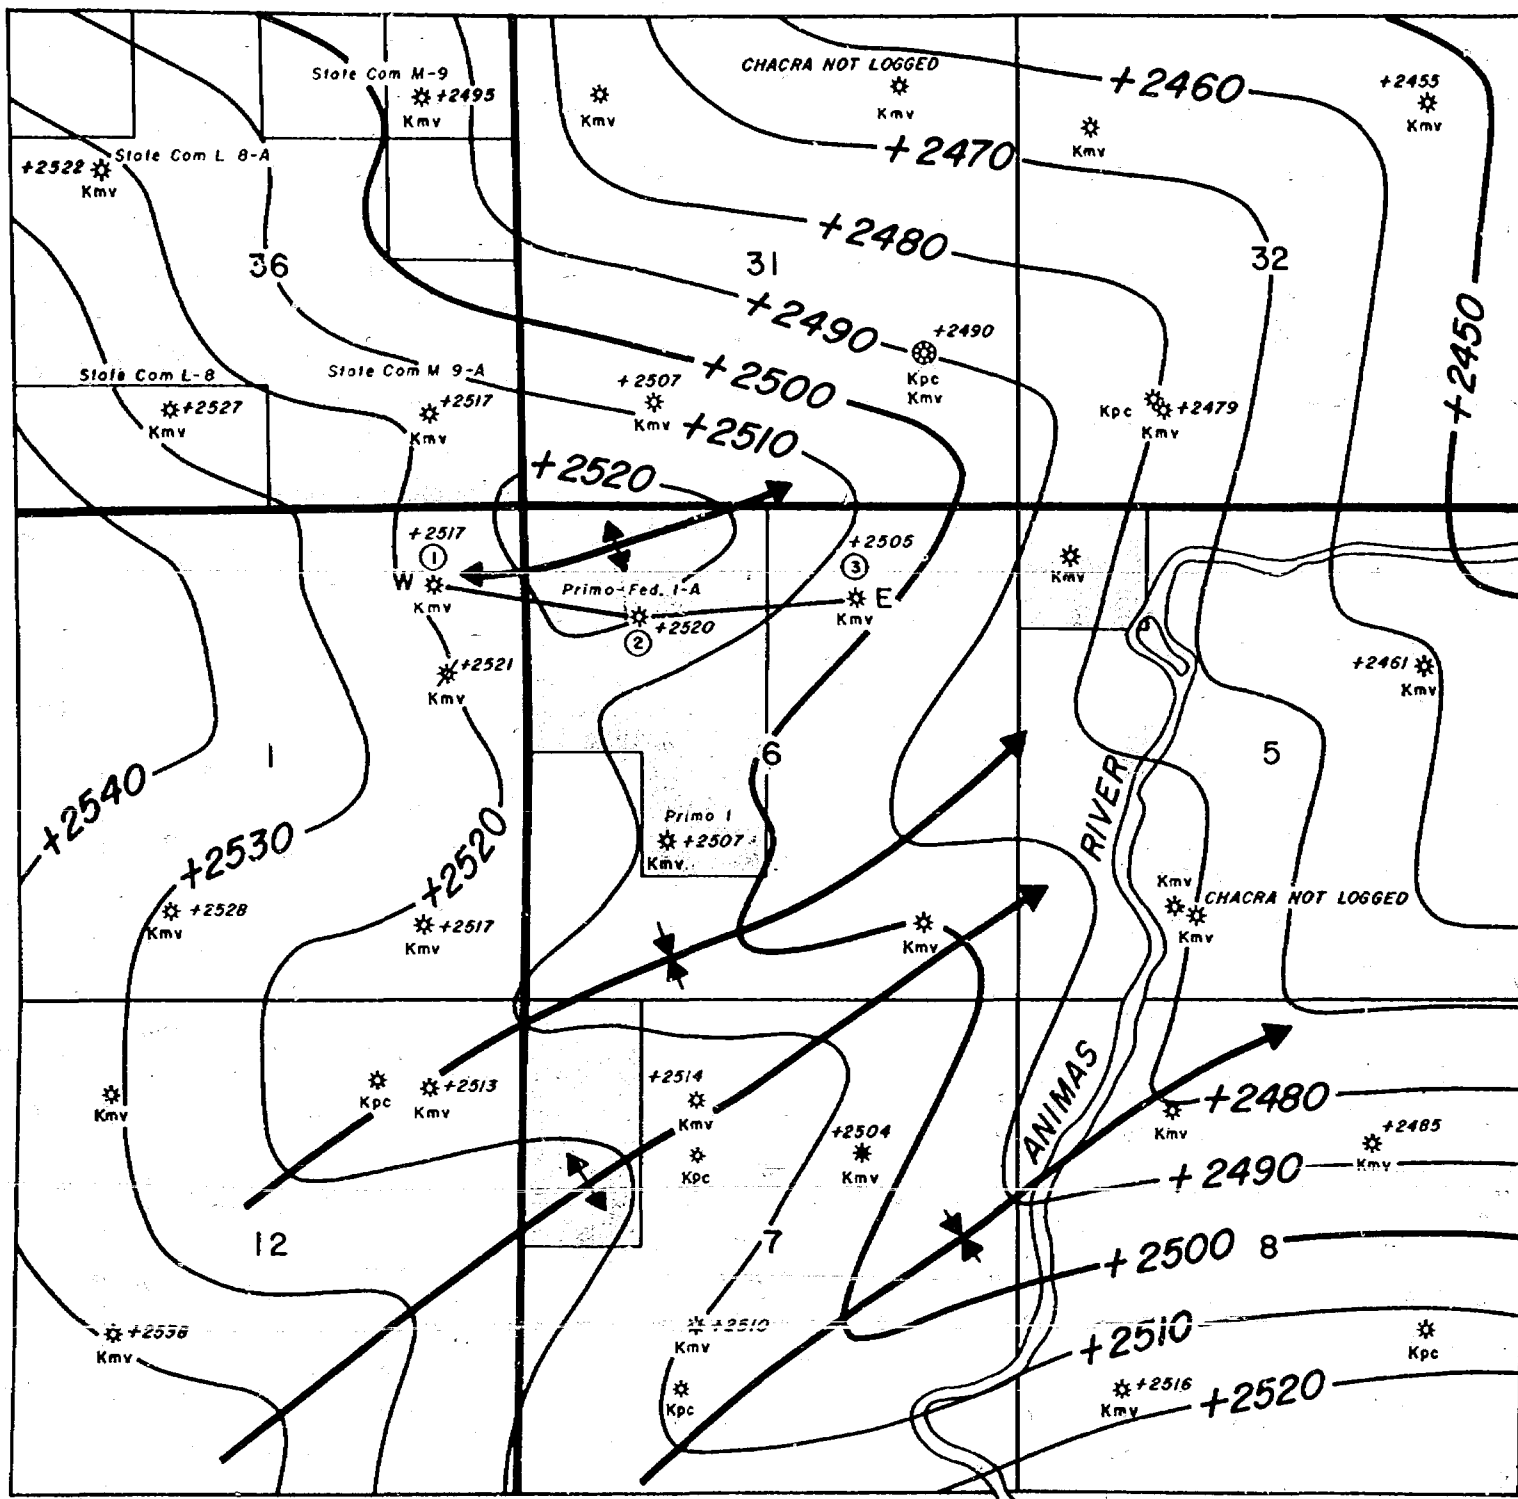 State Com M-9
+2495
Kmv
Kmv
CHACRA NOT LOGGED
Kmv
+2460
Kmv
+2455
Kmv
State Com L 8-A
+2522
Kmv
+2470
+2480
36
31
32
+2490
+2490
Kpc
Kmv
+2450
State Com L-8
+2527
Kmv
State Com M 9-A
+2517
Kmv
+2507
Kmv
+2500
+2510
Kpc
+2479
Kmv
+2520
+2517
1
W
Kmv
Primo-Fed. 1-A
+2520
2
+2505
3
E
Kmv
Kmv
+2521
Kmv
+2461
Kmv
1
6
5
+2540
+2530
+2520
Primo 1
+2507
Kmv
RIVER
+2528
Kmv
+2517
Kmv
Kmv
Kmv
CHACRA NOT LOGGED
Kmv
Kmv
Kpc
+2513
Kmv
+2514
Kmv
Kpc
+2504
Kmv
ANIMAS
+2480
Kmv
+2485
Kmv
+2490
12
7
+2500
8
+2538
Kmv
+2510
Kmv
Kpc
+2510
Kpc
+2516
Kmv
+2520